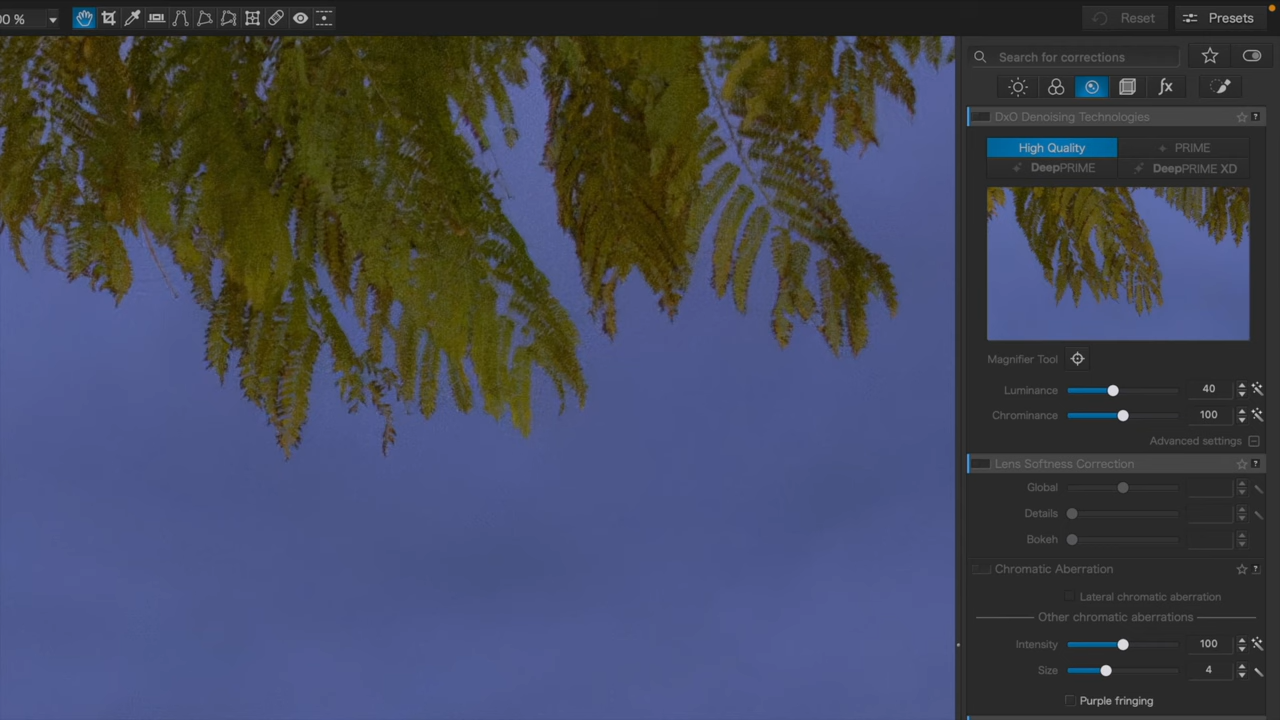 00 %
Reset
Presets
Search for corrections
fx
DxO Denoising Technologies
?
High Quality
PRIME
DeepPRIME
DeepPRIME XD
Magnifier Tool
Luminance 40
Chrominance 100
Advanced settings
Lens Softness Correction
?
Global
Details
Bokeh
Chromatic Aberration
?
Lateral chromatic aberration
Other chromatic aberrations
Intensity 100
Size 4
Purple fringing